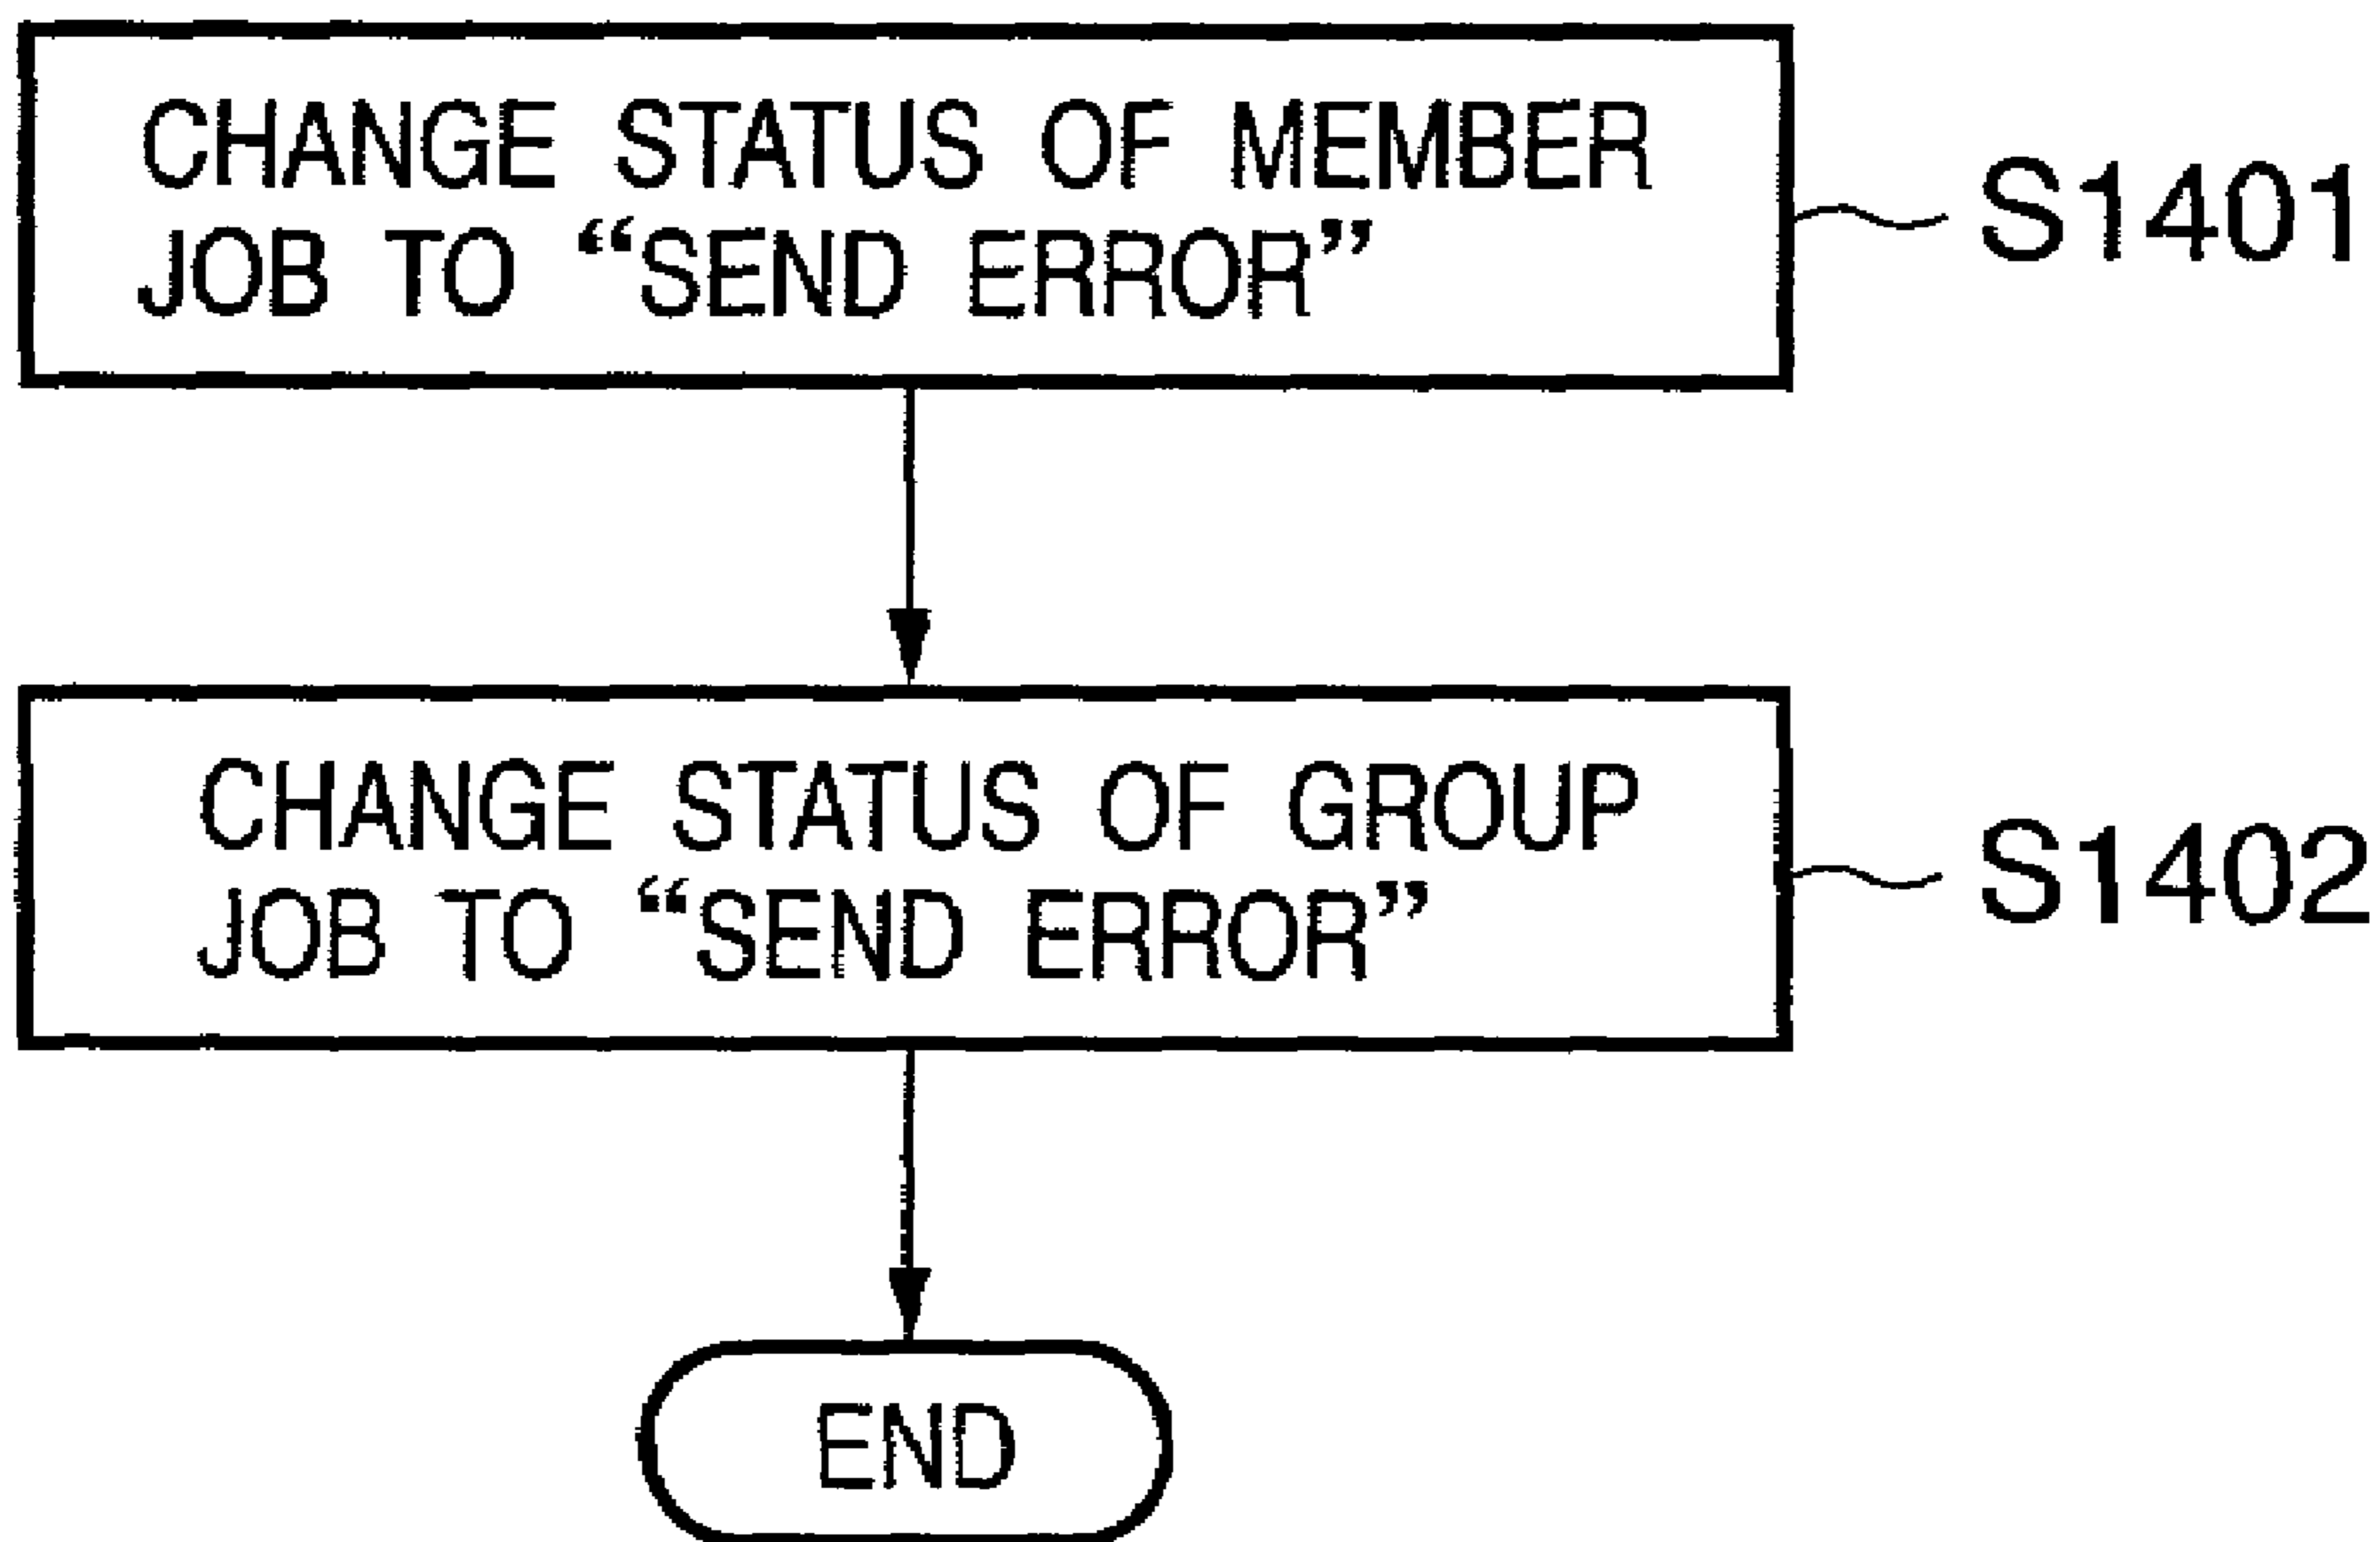 CHANGE STATUS OF MEMBER
JOB TO “SEND ERROR”
S1401
CHANGE STATUS OF GROUP
JOB TO “SEND ERROR”
S1402
END